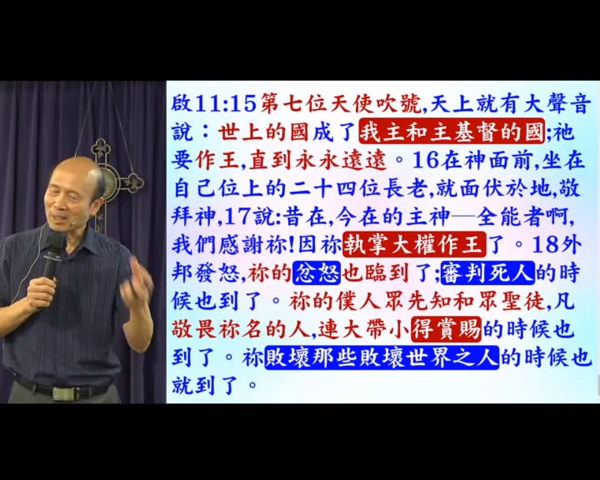 啟11:15第七位天使吹號,天上就有大聲音
說：世上的國成了我主和主基督的國;祂
要作王,直到永永遠遠。16在神面前,坐在
自己位上的二十四位長老,就面伏於地,敬
拜神,17說:昔在,今在的主神─全能者啊,
我們感謝祢!因祢執掌大權作王了。18外
邦發怒,祢的忿怒也臨到了;審判死人的時
候也到了。祢的僕人眾先知和眾聖徒,凡
敬畏祢名的人,連大帶小得賞賜的時候也
到了。祢敗壞那些敗壞世界之人的時候也
就到了。